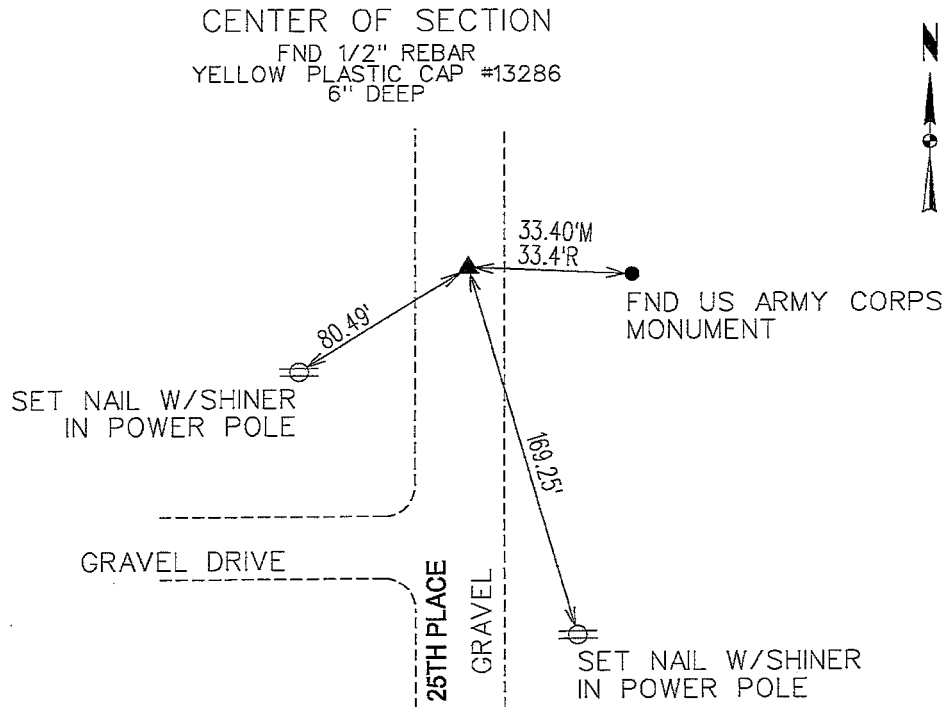 CENTER OF SECTION
FND 1/2" REBAR
YELLOW PLASTIC CAP #13286
6" DEEP
N
33.40'M
33.4'R
FND US ARMY CORPS
MONUMENT
80.49'
SET NAIL W/SHINER
IN POWER POLE
169.25'
GRAVEL DRIVE
25TH PLACE
GRAVEL
SET NAIL W/SHINER
IN POWER POLE